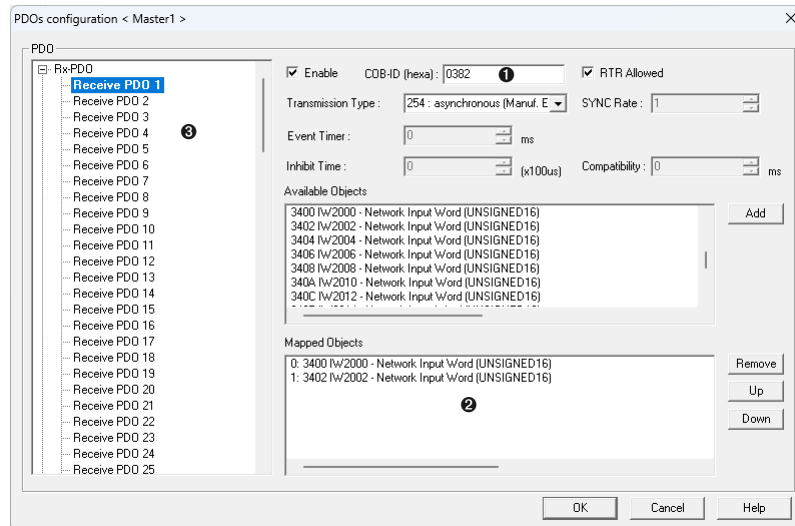 PDOs configuration < Master1 >
PDO
Rx-PDO
Receive PDO 1
Receive PDO 2
Receive PDO 3
Receive PDO 4
Receive PDO 5
Receive PDO 6
Receive PDO 7
Receive PDO 8
Receive PDO 9
Receive PDO 10
Receive PDO 11
Receive PDO 12
Receive PDO 13
Receive PDO 14
Receive PDO 15
Receive PDO 16
Receive PDO 17
Receive PDO 18
Receive PDO 19
Receive PDO 20
Receive PDO 21
Receive PDO 22
Receive PDO 23
Receive PDO 24
Receive PDO 25
❸
Enable COB-ID (hexa) : 0382 ❶ RTR Allowed
Transmission Type : 254 : asynchronous (Manuf. E SYNC Rate : 1
Event Timer : 0 ms
Inhibit Time : 0 (x100us) Compatibility : 0 ms
Available Objects
3400 IW2000 - Network Input Word (UNSIGNED16)
3402 IW2002 - Network Input Word (UNSIGNED16)
3404 IW2004 - Network Input Word (UNSIGNED16)
3406 IW2006 - Network Input Word (UNSIGNED16)
3408 IW2008 - Network Input Word (UNSIGNED16)
340A IW2010 - Network Input Word (UNSIGNED16)
340C IW2012 - Network Input Word (UNSIGNED16)
Add
Mapped Objects
0: 3400 IW2000 - Network Input Word (UNSIGNED16)
1: 3402 IW2002 - Network Input Word (UNSIGNED16)
❷
Remove
Up
Down
OK Cancel Help